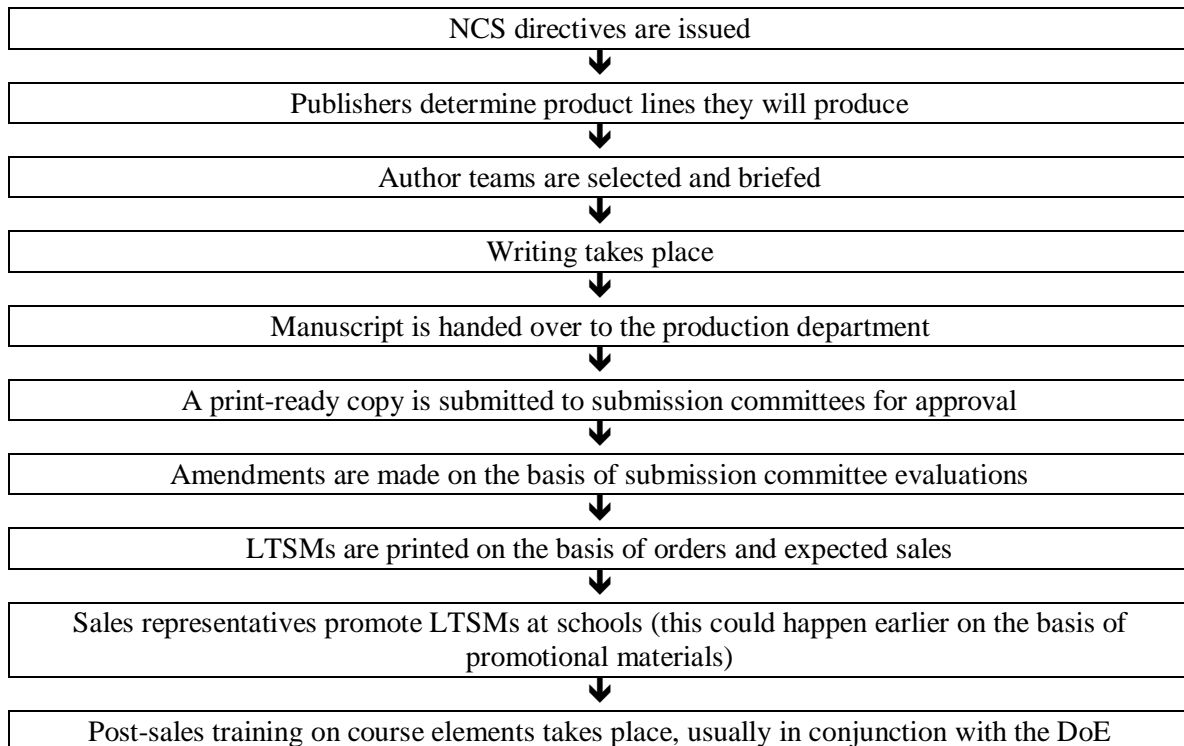 NCS directives are issued
Publishers determine product lines they will produce
Author teams are selected and briefed
Writing takes place
Manuscript is handed over to the production department
A print-ready copy is submitted to submission committees for approval
Amendments are made on the basis of submission committee evaluations
LTSMs are printed on the basis of orders and expected sales
Sales representatives promote LTSMs at schools (this could happen earlier on the basis of
promotional materials)
Post-sales training on course elements takes place, usually in conjunction with the DoE